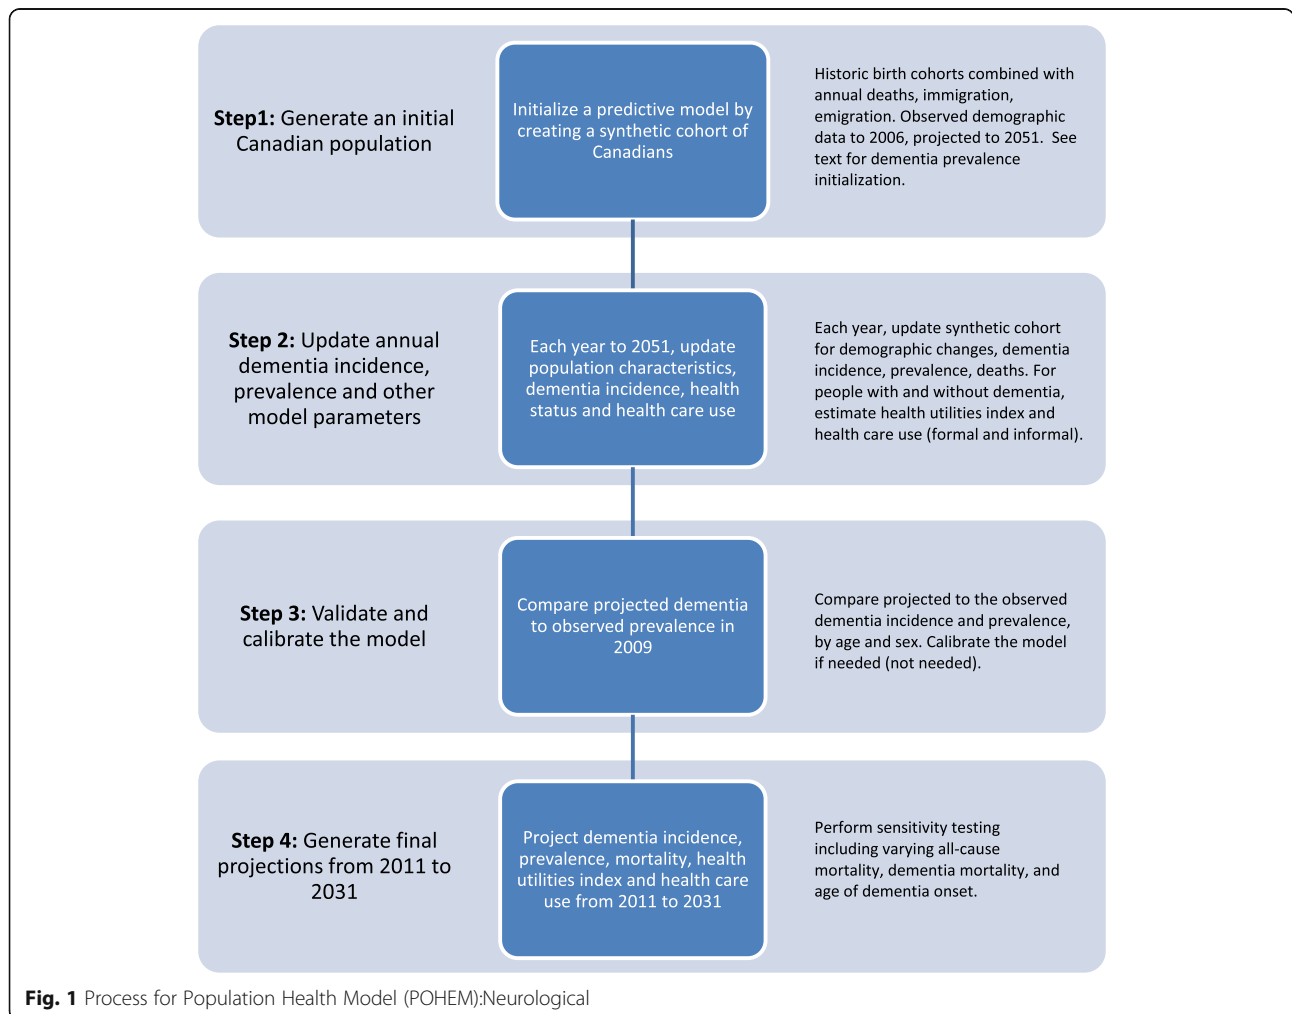 Step1: Generate an initial
Canadian population
Initialize a predictive model by
creating a synthetic cohort of
Canadians
Historic birth cohorts combined with
annual deaths, immigration,
emigration. Observed demographic
data to 2006, projected to 2051.  See
text for dementia prevalence
initialization.
Step 2: Update annual
dementia incidence,
prevalence and other
model parameters
Each year to 2051, update
population characteristics,
dementia incidence, health
status and health care use
Each year, update synthetic cohort
for demographic changes, dementia
incidence, prevalence, deaths. For
people with and without dementia,
estimate health utilities index and
health care use (formal and informal).
Step 3: Validate and
calibrate the model
Compare projected dementia
to observed prevalence in
2009
Compare projected to the observed
dementia incidence and prevalence,
by age and sex. Calibrate the model
if needed (not needed).
Step 4: Generate final
projections from 2011 to
2031
Project dementia incidence,
prevalence, mortality, health
utilities index and health care
use from 2011 to 2031
Perform sensitivity testing
including varying all-cause
mortality, dementia mortality, and
age of dementia onset.
Fig. 1 Process for Population Health Model (POHEM):Neurological